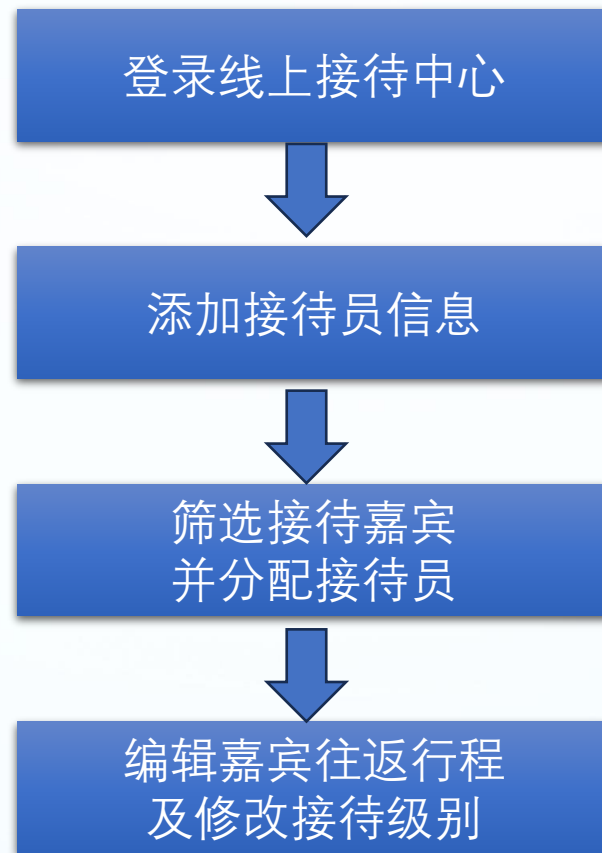 登录线上接待中心
添加接待员信息
筛选接待嘉宾
并分配接待员
编辑嘉宾往返行程
及修改接待级别